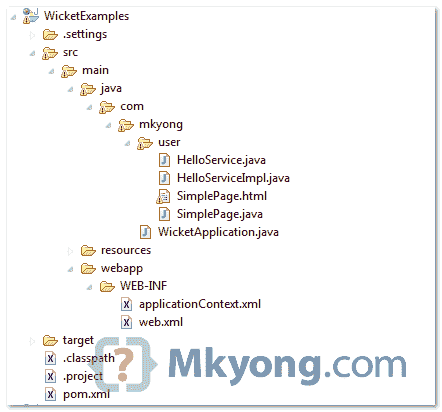 WicketExamples
.settings
src
main
java
com
mkyong
user
HelloService.java
HelloServiceImpl.java
SimplePage.html
SimplePage.java
WicketApplication.java
resources
webapp
WEB-INF
applicationContext.xml
web.xml
target
.classpath
.project
pom.xml
{?} Mkyong.com